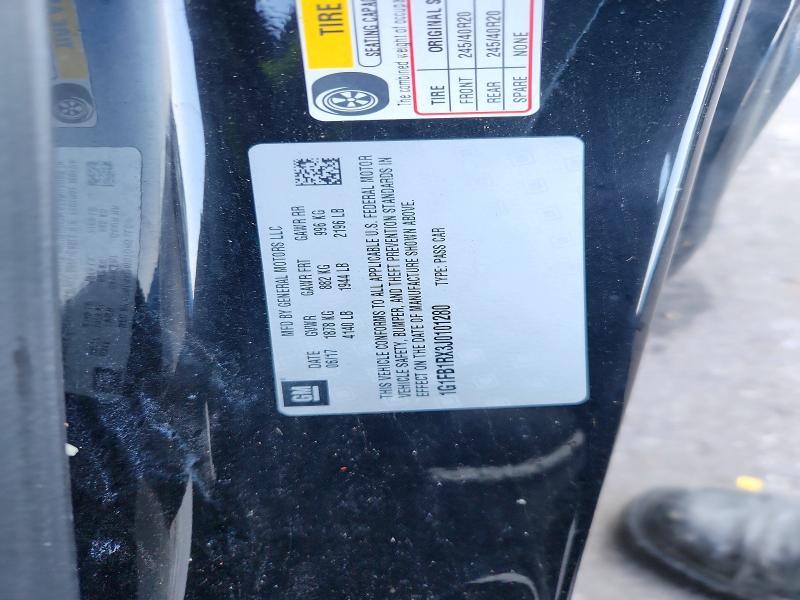 MFD BY GENERAL MOTORS LLC
DATE GVWR GAWR FRT GAWR RR
06/17 1878 KG 882 KG 996 KG
4140 LB 1944 LB 2196 LB
GM
THIS VEHICLE CONFORMS TO ALL APPLICABLE U.S. FEDERAL MOTOR
VEHICLE SAFETY, BUMPER, AND THEFT PREVENTION STANDARDS IN
EFFECT ON THE DATE OF MANUFACTURE SHOWN ABOVE.
1G1FB1RX3J0101280 TYPE: PASS CAR
TIRE
SEATING
The combined weight of
TIRE ORIGINAL
FRONT 245/40R20
REAR 245/40R20
SPARE NONE